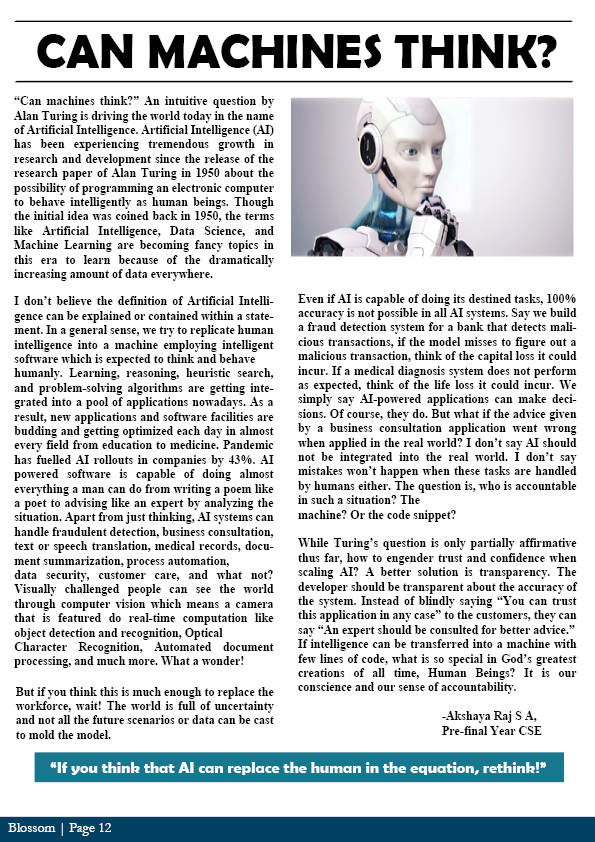 CAN MACHINES THINK?
“Can machines think?” An intuitive question by
Alan Turing is driving the world today in the name
of Artificial Intelligence. Artificial Intelligence (AI)
has been experiencing tremendous growth in
research and development since the release of the
research paper of Alan Turing in 1950 about the
possibility of programming an electronic computer
to behave intelligently as human beings. Though
the initial idea was coined back in 1950, the terms
like Artificial Intelligence, Data Science, and
Machine Learning are becoming fancy topics in
this era to learn because of the dramatically
increasing amount of data everywhere.
I don’t believe the definition of Artificial Intelli-
gence can be explained or contained within a state-
ment. In a general sense, we try to replicate human
intelligence into a machine employing intelligent
software which is expected to think and behave
humanly. Learning, reasoning, heuristic search,
and problem-solving algorithms are getting inte-
grated into a pool of applications nowadays. As a
result, new applications and software facilities are
budding and getting optimized each day in almost
every field from education to medicine. Pandemic
has fuelled AI rollouts in companies by 43%. AI
powered software is capable of doing almost
everything a man can do from writing a poem like
a poet to advising like an expert by analyzing the
situation. Apart from just thinking, AI systems can
handle fraudulent detection, business consultation,
text or speech translation, medical records, docu-
ment summarization, process automation,
data security, customer care, and what not?
Visually challenged people can see the world
through computer vision which means a camera
that is featured do real-time computation like
object detection and recognition, Optical
Character Recognition, Automated document
processing, and much more. What a wonder!
But if you think this is much enough to replace the
workforce, wait! The world is full of uncertainty
and not all the future scenarios or data can be cast
to mold the model.
Even if AI is capable of doing its destined tasks, 100%
accuracy is not possible in all AI systems. Say we build
a fraud detection system for a bank that detects mali-
cious transactions, if the model misses to figure out a
malicious transaction, think of the capital loss it could
incur. If a medical diagnosis system does not perform
as expected, think of the life loss it could incur. We
simply say AI-powered applications can make deci-
sions. Of course, they do. But what if the advice given
by a business consultation application went wrong
when applied in the real world? I don’t say AI should
not be integrated into the real world. I don’t say
mistakes won’t happen when these tasks are handled
by humans either. The question is, who is accountable
in such a situation? The
machine? Or the code snippet?
While Turing’s question is only partially affirmative
thus far, how to engender trust and confidence when
scaling AI? A better solution is transparency. The
developer should be transparent about the accuracy of
the system. Instead of blindly saying “You can trust
this application in any case” to the customers, they can
say “An expert should be consulted for better advice.”
If intelligence can be transferred into a machine with
few lines of code, what is so special in God’s greatest
creations of all time, Human Beings? It is our
conscience and our sense of accountability.
-Akshaya Raj S A,
Pre-final Year CSE
“If you think that AI can replace the human in the equation, rethink!”
Blossom | Page 12